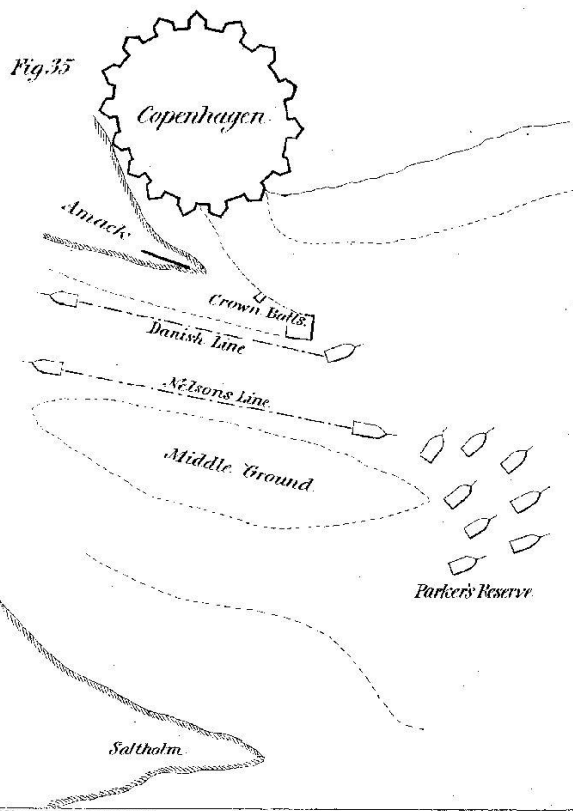 Fig. 35
Copenhagen
Amack
Crown Batts.
Danish Line
Nelsons Line
Middle Ground
Parker's Reserve
Saltholm